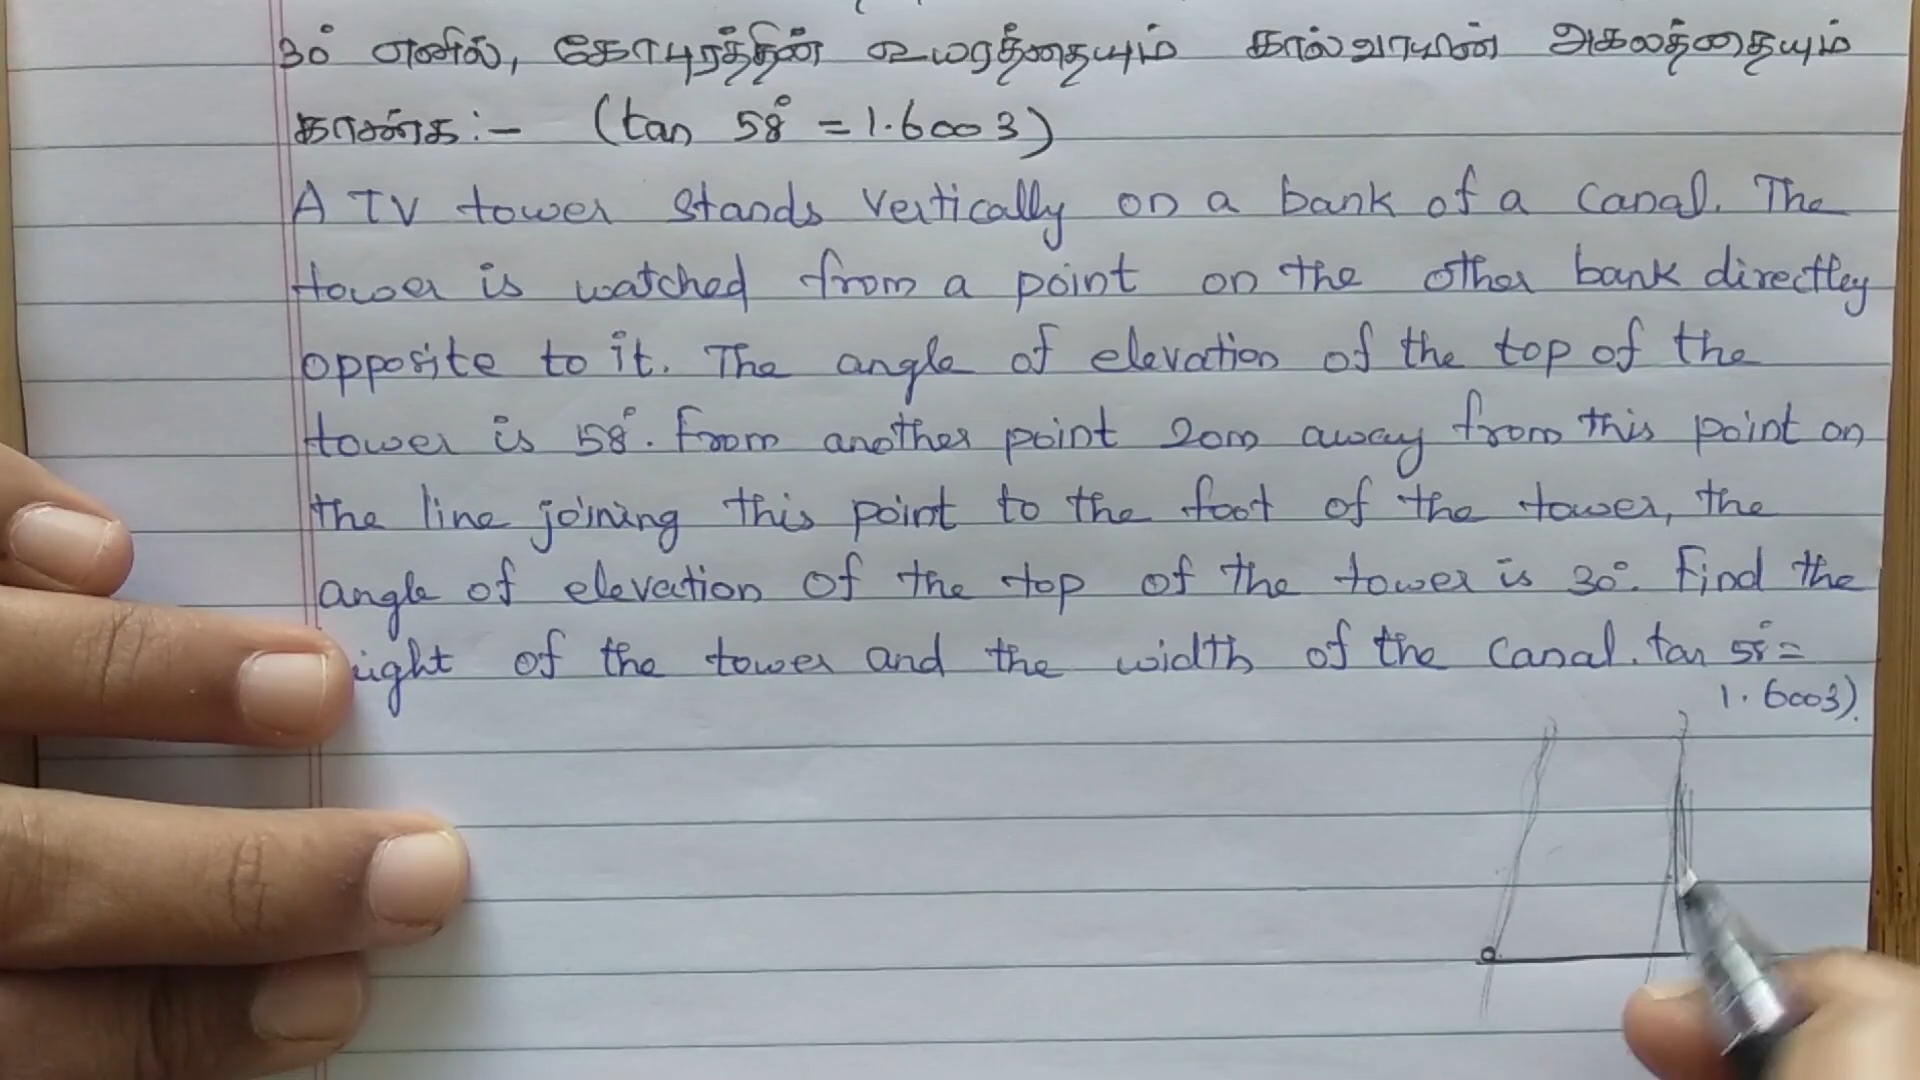 30° எனில், கோபுரத்தின் உயரத்தையும் கால்வாயின் அகலத்தையும்
காண்க:- (tan 58° = 1.6003)
A TV tower stands vertically on a bank of a canal. The
tower is watched from a point on the other bank directley
opposite to it. The angle of elevation of the top of the
tower is 58°. From another point 20m away from this point on
the line joining this point to the foot of the tower, the
angle of elevation of the top of the tower is 30°. Find the
ight of the tower and the width of the canal. tan 58° =
1.6003).